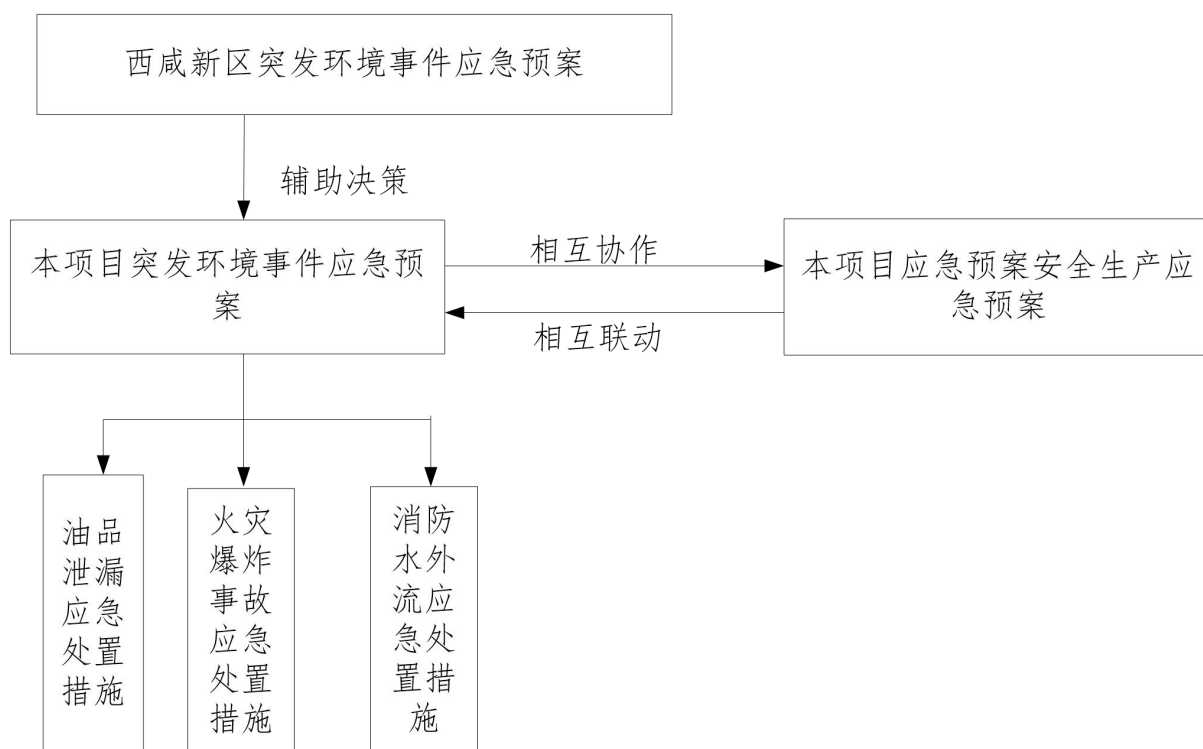 西咸新区突发环境事件应急预案
辅助决策
本项目突发环境事件应急预
案
相互协作
相互联动
本项目应急预案安全生产应
急预案
油品
泄漏
应急
处置
措施
火灾
爆炸
事故
应急
处置
措施
消防
水外
流应
急处
置措
施